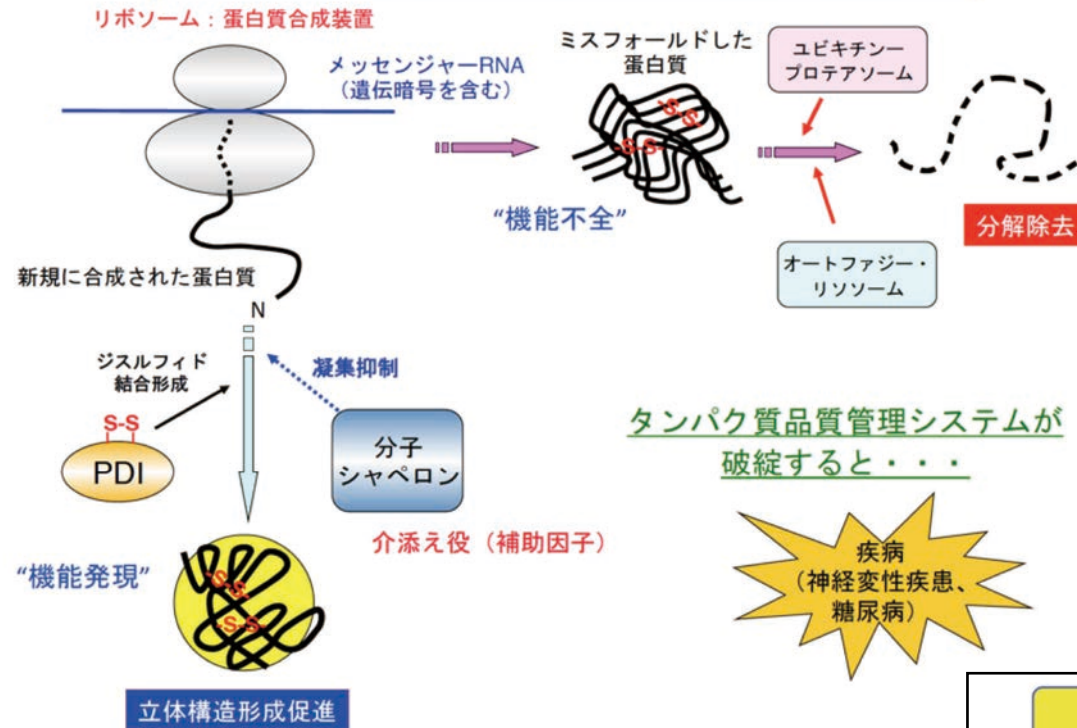 リボソーム：蛋白質合成装置
メッセンジャーRNA
（遺伝暗号を含む）
ミスフォールドした
蛋白質
-S-S-
-S-S-
“機能不全”
ユビキチンー
プロテアソーム
オートファジー・
リソソーム
分解除去
新規に合成された蛋白質
N
ジスルフィド
結合形成
S-S
PDI
凝集抑制
分子
シャペロン
介添え役（補助因子）
“機能発現”
-S-S-
-S-S-
立体構造形成促進
タンパク質品質管理システムが
破綻すると・・・
疾病
（神経変性疾患、
糖尿病）